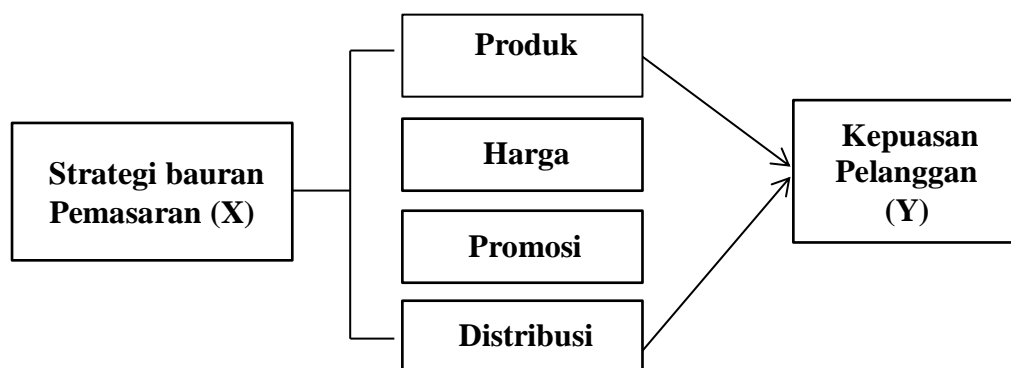 Strategi bauran
Pemasaran (X)
Produk
Harga
Promosi
Distribusi
Kepuasan
Pelanggan
(Y)